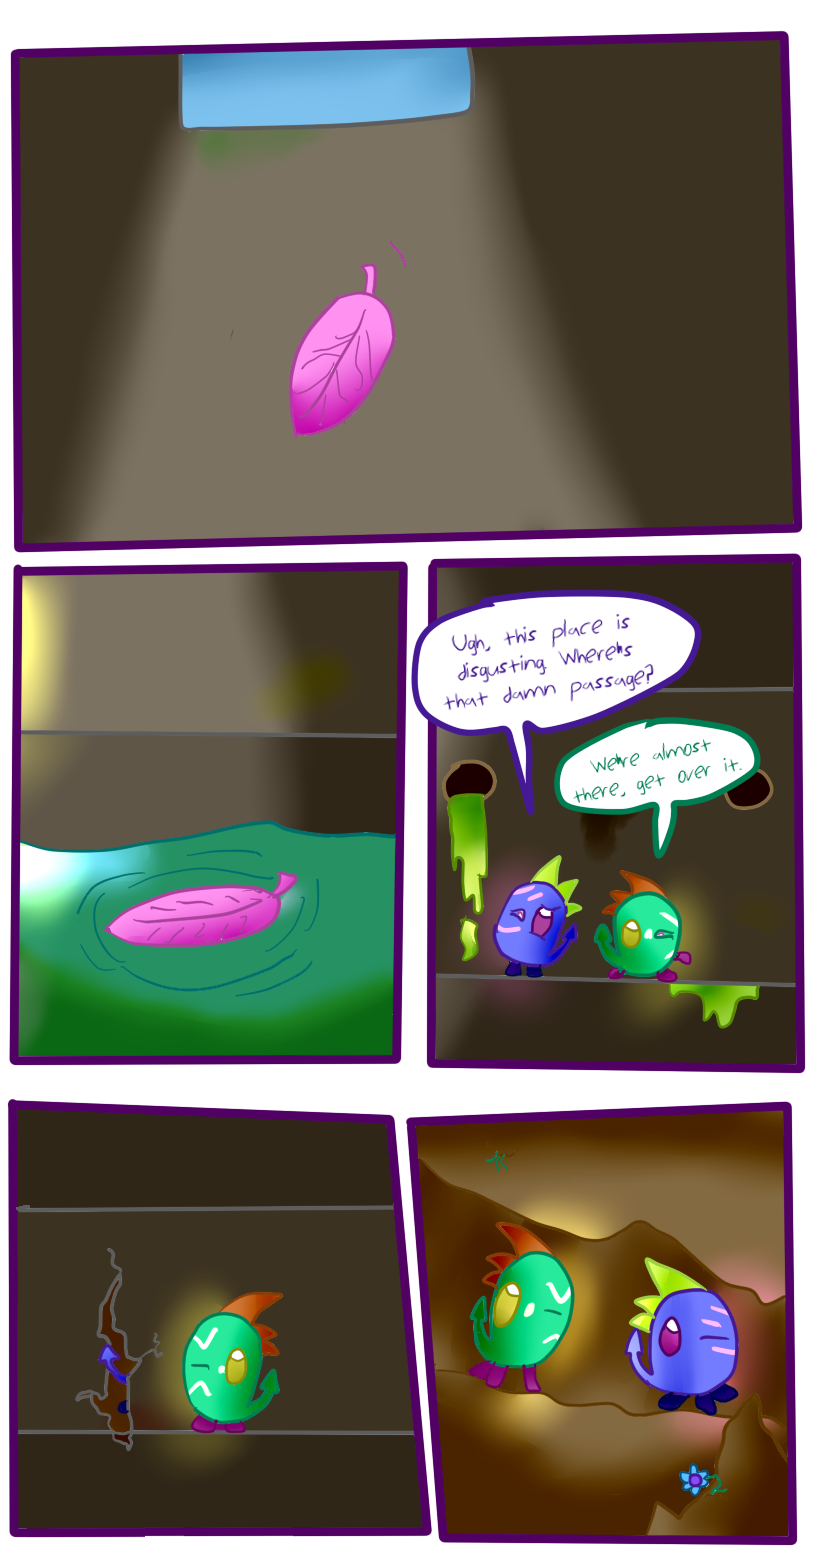 Ugh, this place is
disgusting. Where's
that damn passage?
We're almost
there, get over it.